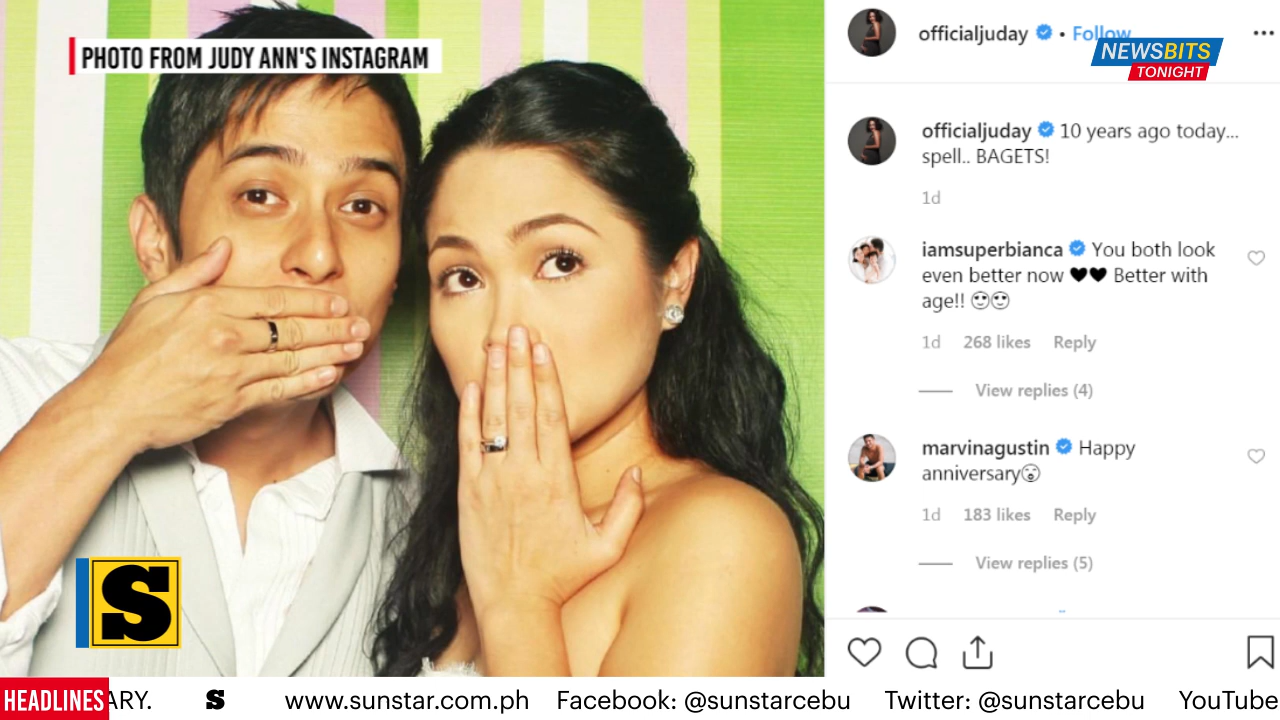 PHOTO FROM JUDY ANN'S INSTAGRAM
officialjuday • Follow
NEWSBITS
TONIGHT
officialjuday 10 years ago today...
spell.. BAGETS!
1d
iamsuperbianca You both look
even better now ♥♥ Better with
age!! 😍😍
1d 268 likes Reply
View replies (4)
marvinagustin Happy
anniversary😘
1d 183 likes Reply
View replies (5)
S
HEADLINES ARY. S www.sunstar.com.ph Facebook: @sunstarcebu Twitter: @sunstarcebu YouTube